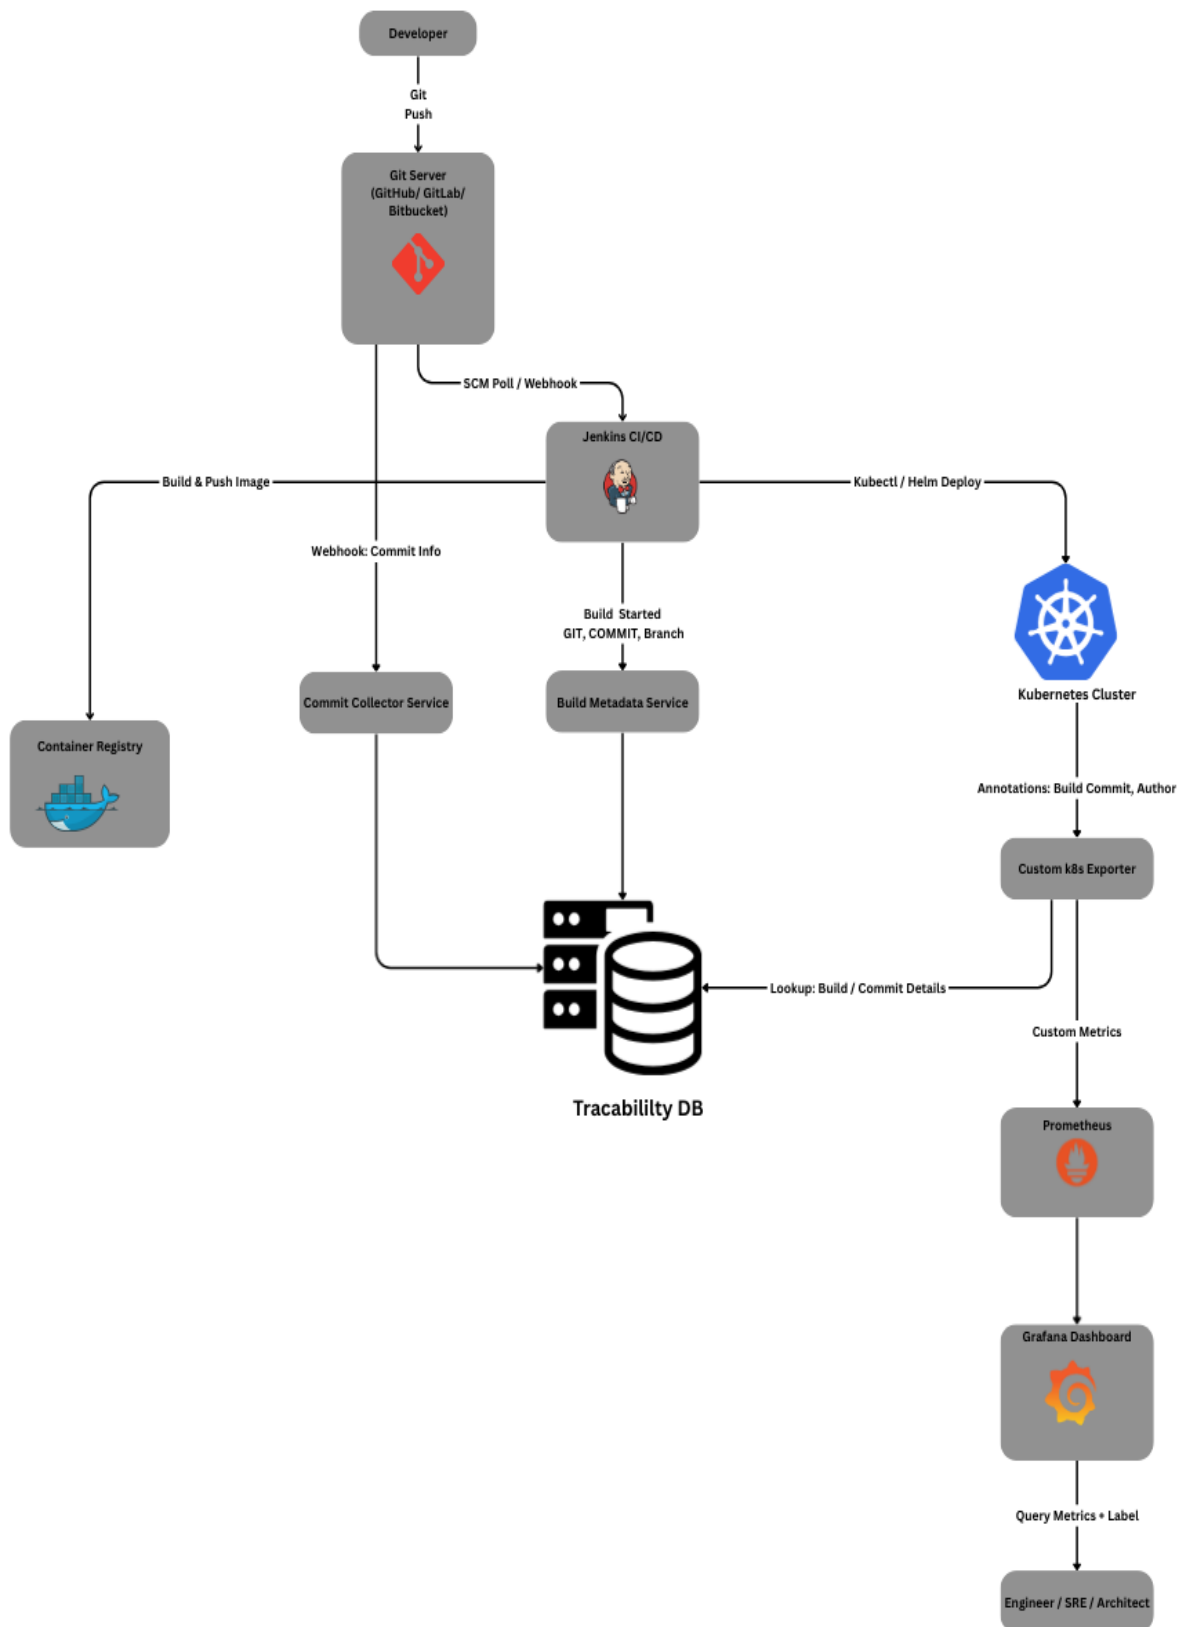 Developer
Git
Push
Git Server
(GitHub/ GitLab/
Bitbucket)
SCM Poll / Webhook
Jenkins CI/CD
Build & Push Image
Kubectl / Helm Deploy
Webhook: Commit Info
Build Started
GIT, COMMIT, Branch
Kubernetes Cluster
Commit Collector Service
Build Metadata Service
Container Registry
Annotations: Build Commit, Author
Custom k8s Exporter
Lookup: Build / Commit Details
Custom Metrics
Tracabililty DB
Prometheus
Grafana Dashboard
Query Metrics + Label
Engineer / SRE / Architect